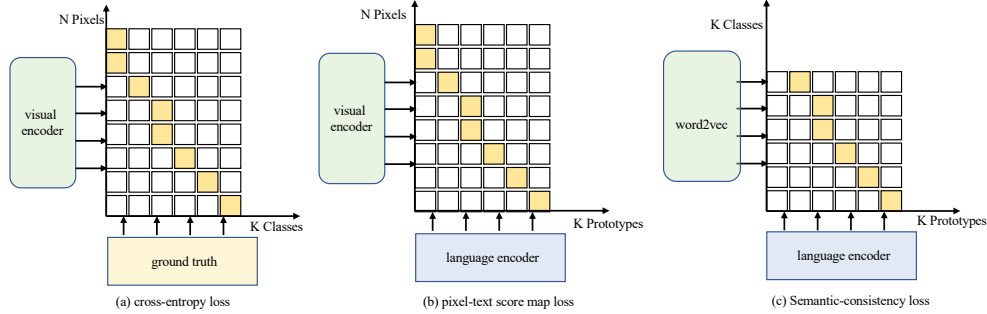 N Pixels
visual
encoder
K Classes
ground truth
(a) cross-entropy loss
N Pixels
visual
encoder
K Prototypes
language encoder
(b) pixel-text score map loss
K Classes
word2vec
K Prototypes
language encoder
(c) Semantic-consistency loss